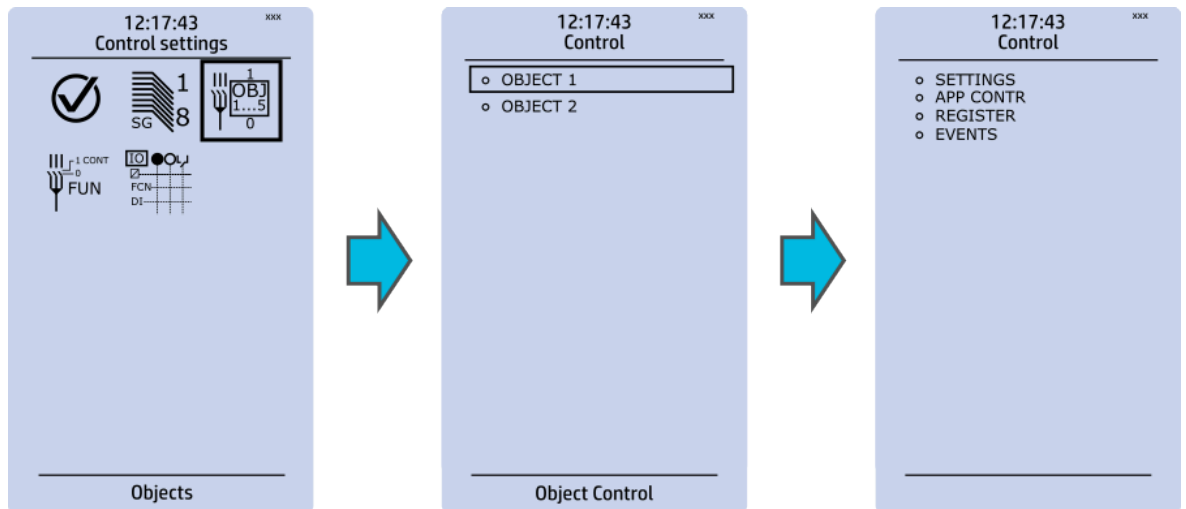 12:17:43 xxx
Control settings
1
SG 8
1
OBJ
1...5
0
1 CONT
0
FUN
IO
FCN
DI
Objects
12:17:43 xxx
Control
OBJECT 1
OBJECT 2
Object Control
12:17:43 xxx
Control
SETTINGS
APP CONTR
REGISTER
EVENTS